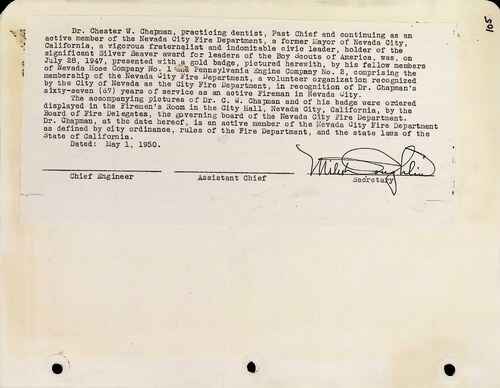 105
Dr. Chester W. Chapman, practicing dentist, Past Chief and continuing as an
active member of the Nevada City Fire Department, a former Mayor of Nevada City,
California, a vigorous fraternalist and indomitable civic leader, holder of the
significant Silver Beaver award for leaders of the Boy Scouts of America, was, on
July 28, 1947, presented with a gold badge, pictured herewith, by his fellow members
of Nevada Hose Company No. 1 and Pennsylvania Engine Company No. 2, comprising the
membership of the Nevada City Fire Department, a volunteer organization recognized
by the City of Nevada as the City Fire Department, in recognition of Dr. Chapman's
sixty-seven (67) years of service as an active Fireman in Nevada City.
The accompanying pictures of Dr. C. W. Chapman and of his badge were ordered
displayed in the Firemen's Room in the City Hall, Nevada City, California, by the
Board of Fire Delegates, the governing board of the Nevada City Fire Department.
Dr. Chapman, at the date hereof, is an active member of the Nevada City Fire Department
as defined by city ordinance, rules of the Fire Department, and the state laws of the
State of California.
Dated: May 1, 1950.
Chief Engineer Assistant Chief Secretary